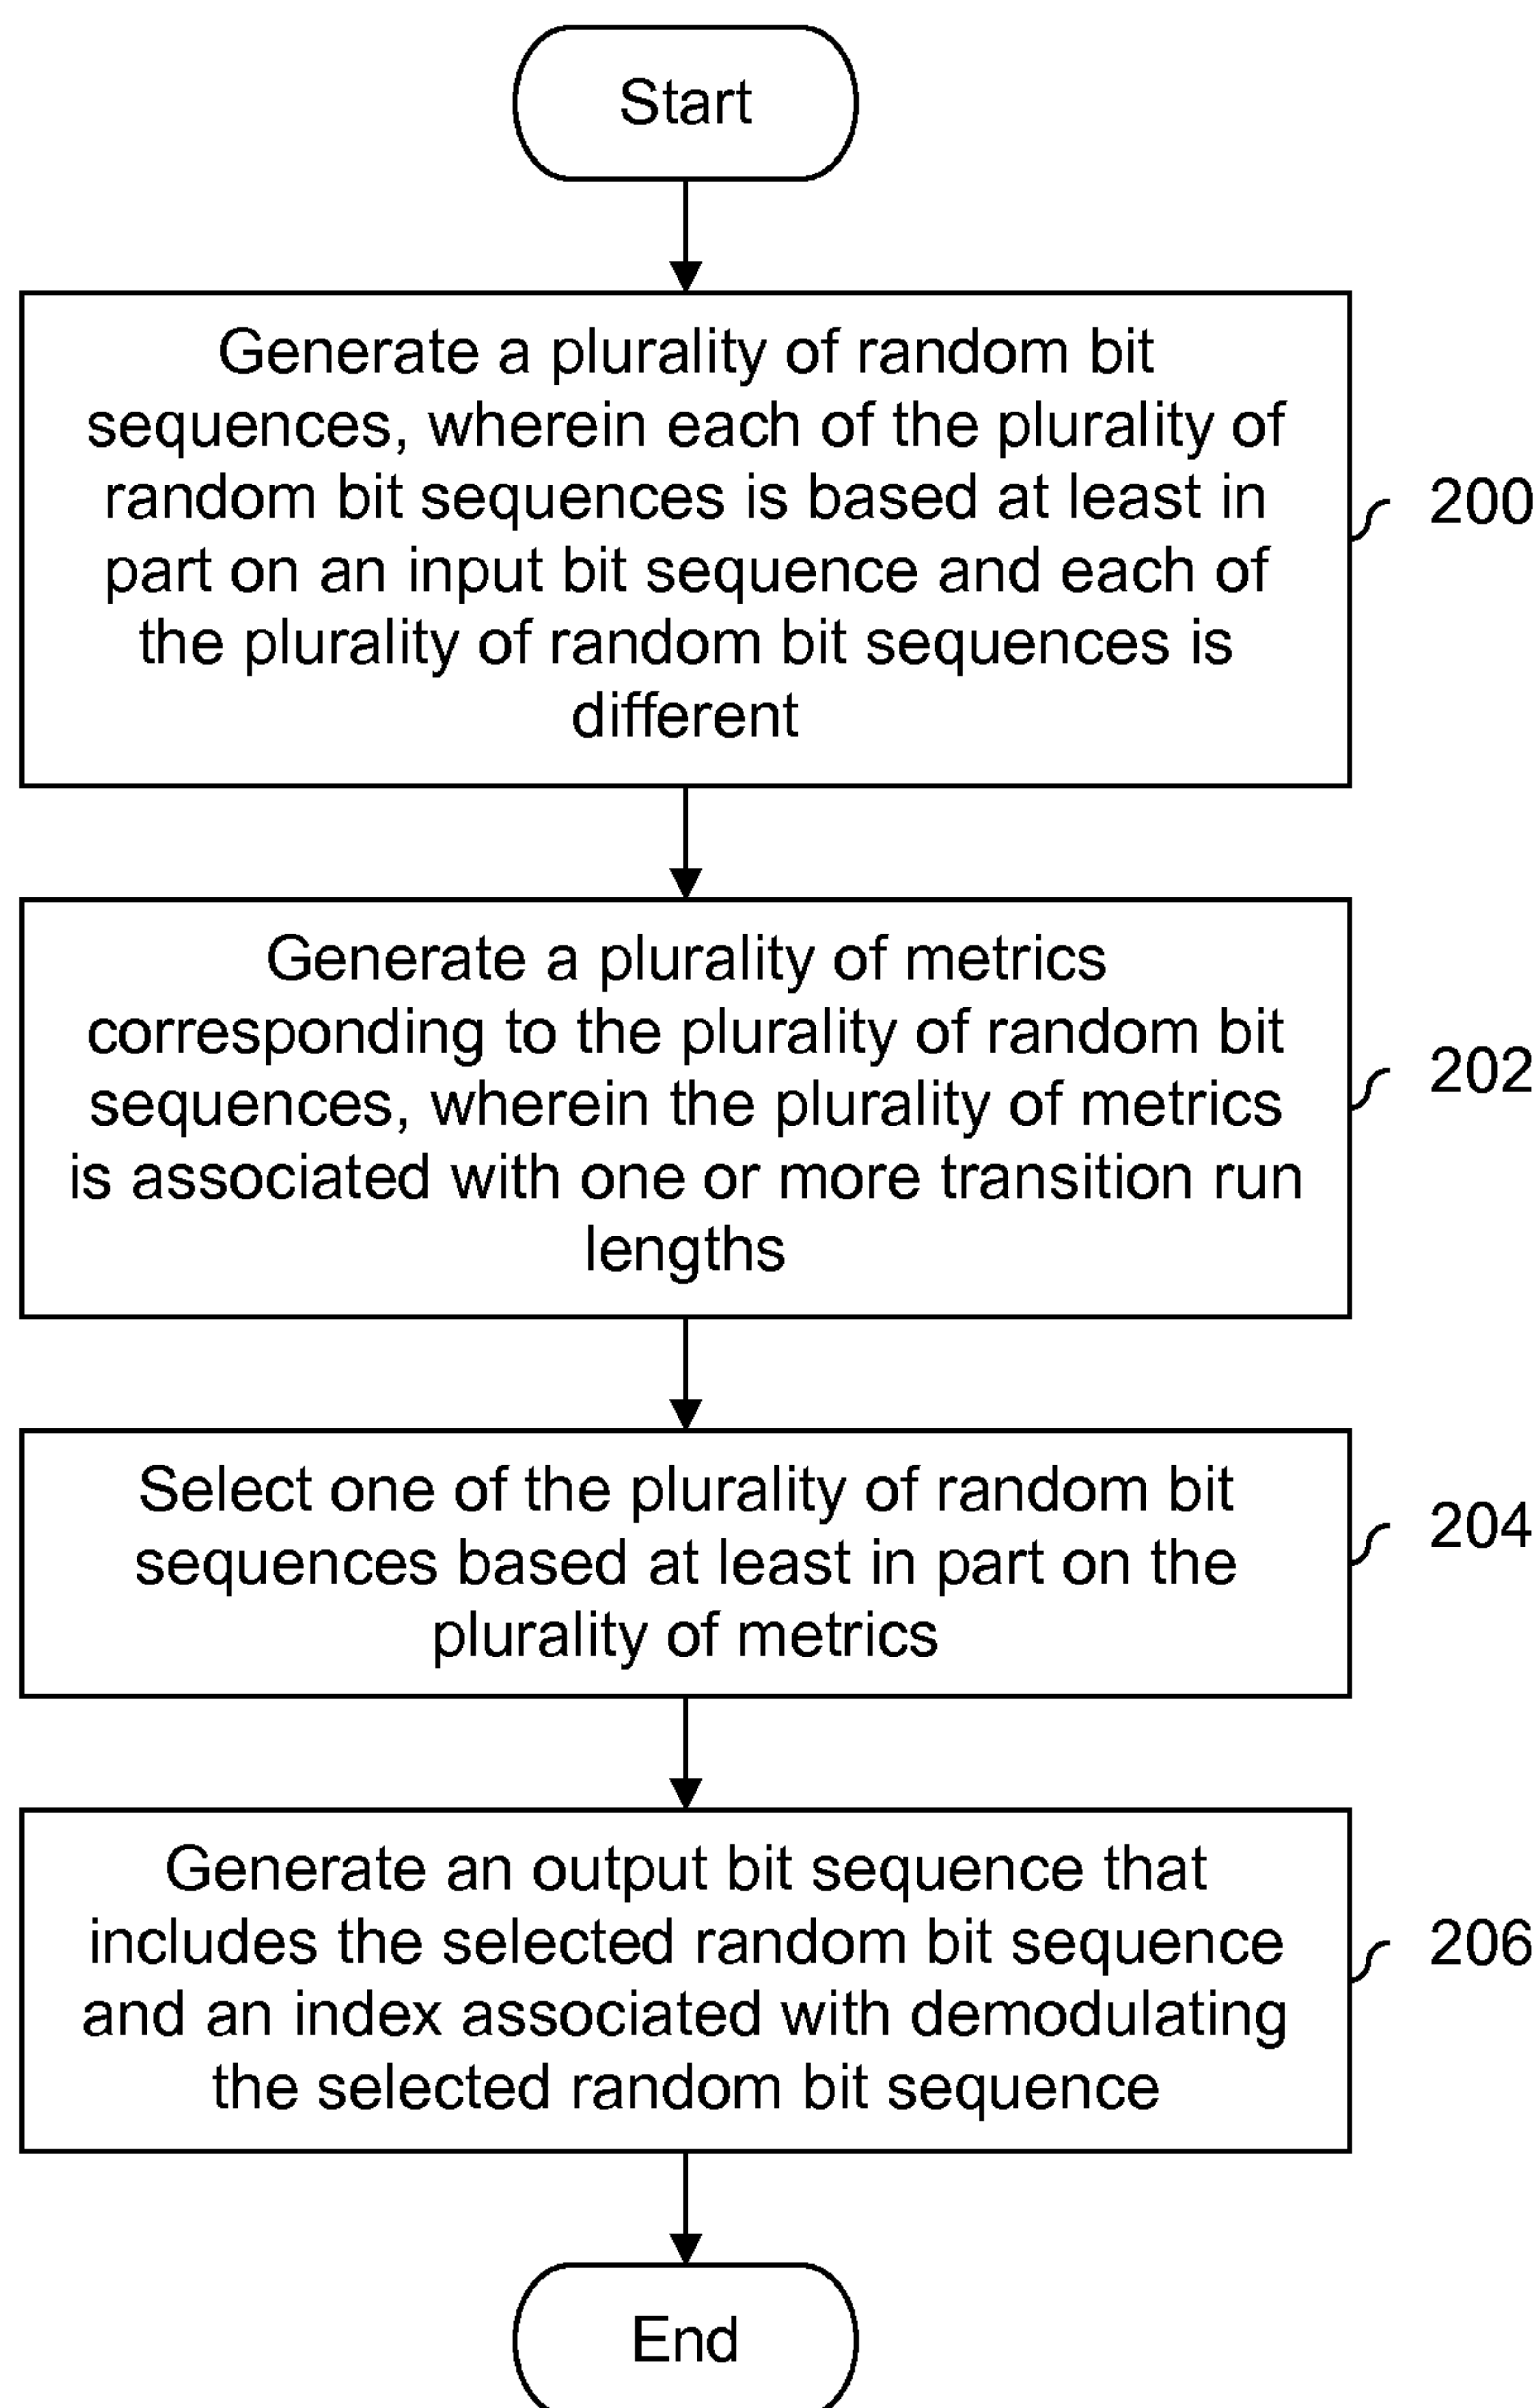 Start
Generate a plurality of random bit
sequences, wherein each of the plurality of
random bit sequences is based at least in
part on an input bit sequence and each of
the plurality of random bit sequences is
different
200
Generate a plurality of metrics
corresponding to the plurality of random bit
sequences, wherein the plurality of metrics
is associated with one or more transition run
lengths
202
Select one of the plurality of random bit
sequences based at least in part on the
plurality of metrics
204
Generate an output bit sequence that
includes the selected random bit sequence
and an index associated with demodulating
the selected random bit sequence
206
End